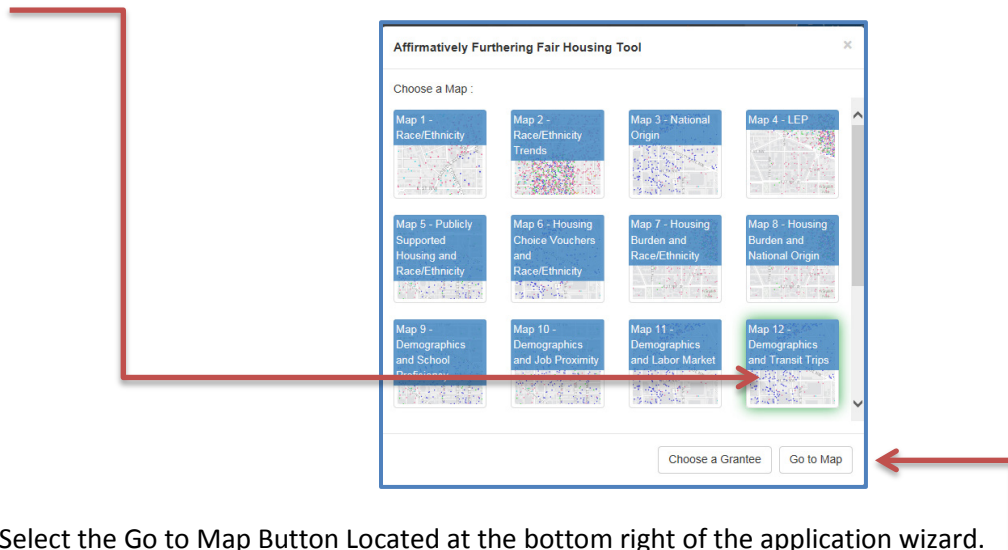 Affirmatively Furthering Fair Housing Tool
×
Choose a Map :
Map 1 -
Race/Ethnicity
Map 2 -
Race/Ethnicity
Trends
Map 3 - National
Origin
Map 4 - LEP
Map 5 - Publicly
Supported
Housing and
Race/Ethnicity
Map 6 - Housing
Choice Vouchers
and
Race/Ethnicity
Map 7 - Housing
Burden and
Race/Ethnicity
Map 8 - Housing
Burden and
National Origin
Map 9 -
Demographics
and School
Proficiency
Map 10 -
Demographics
and Job Proximity
Map 11 -
Demographics
and Labor Market
Map 12 -
Demographics
and Transit Trips
Choose a Grantee
Go to Map
Select the Go to Map Button Located at the bottom right of the application wizard.